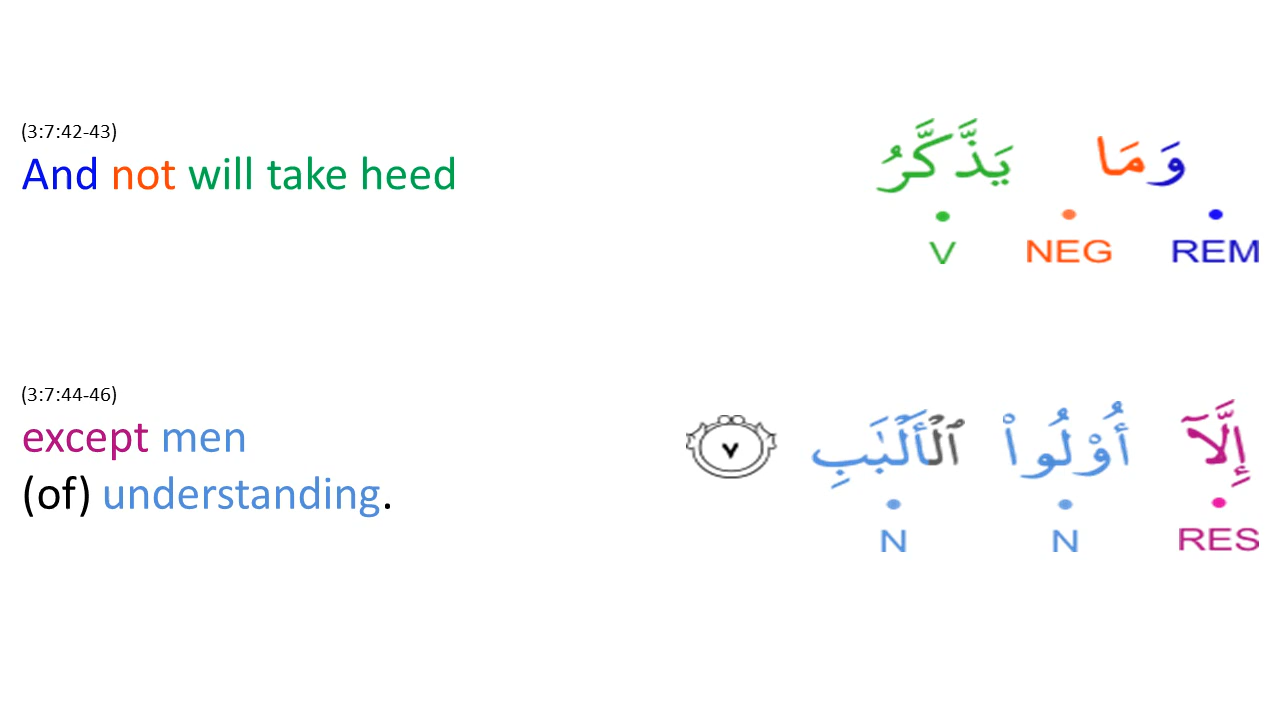 (3:7:42-43)
And not will take heed
وَمَا يَذَّكَّرُ
REM NEG V
(3:7:44-46)
except men
(of) understanding.
إِلَّآ أُو۟لُوا۟ ٱلْأَلْبَـٰبِ ٧
RES N N